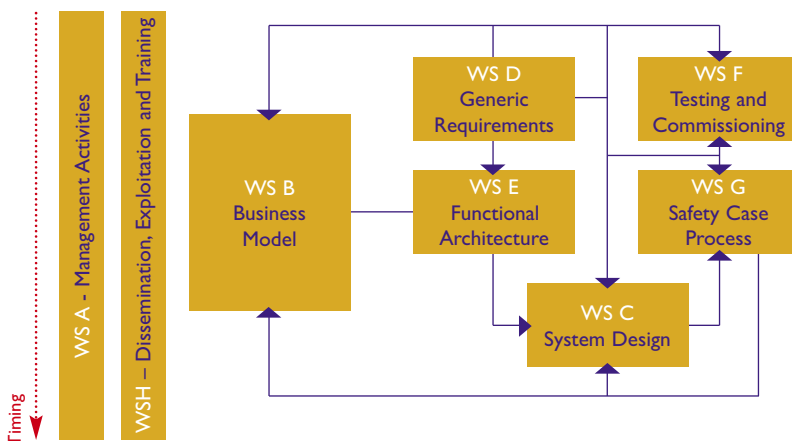 Timing
WS A - Management Activities
WSH – Dissemination, Exploitation and Training
WS B
Business
Model
WS D
Generic
Requirements
WS E
Functional
Architecture
WS F
Testing and
Commissioning
WS G
Safety Case
Process
WS C
System Design